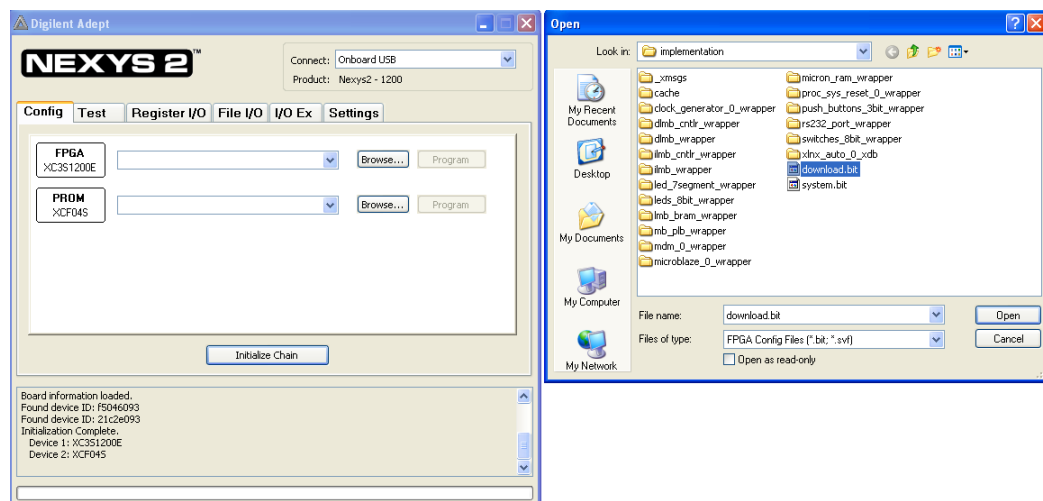 Digilent Adept
NEXYS 2™
Connect: Onboard USB
Product: Nexys2 - 1200
Config Test Register I/O File I/O I/O Ex Settings
FPGA
XC3S1200E
Browse... Program
PROM
XCF04S
Browse... Program
Initialize Chain
Board information loaded.
Found device ID: f5046093
Found device ID: 21c2e093
Initialization Complete.
Device 1: XC3S1200E
Device 2: XCF04S
Open
Look in: implementation
My Recent
Documents
Desktop
My Documents
My Computer
My Network
_xmsgs
cache
clock_generator_0_wrapper
dlmb_cntlr_wrapper
dlmb_wrapper
ilmb_cntlr_wrapper
ilmb_wrapper
led_7segment_wrapper
leds_8bit_wrapper
lmb_bram_wrapper
mb_plb_wrapper
mdm_0_wrapper
microblaze_0_wrapper
micron_ram_wrapper
proc_sys_reset_0_wrapper
push_buttons_3bit_wrapper
rs232_port_wrapper
switches_8bit_wrapper
xlnx_auto_0_xdb
download.bit
system.bit
File name: download.bit Open
Files of type: FPGA Config Files (*.bit; *.svf) Cancel
Open as read-only